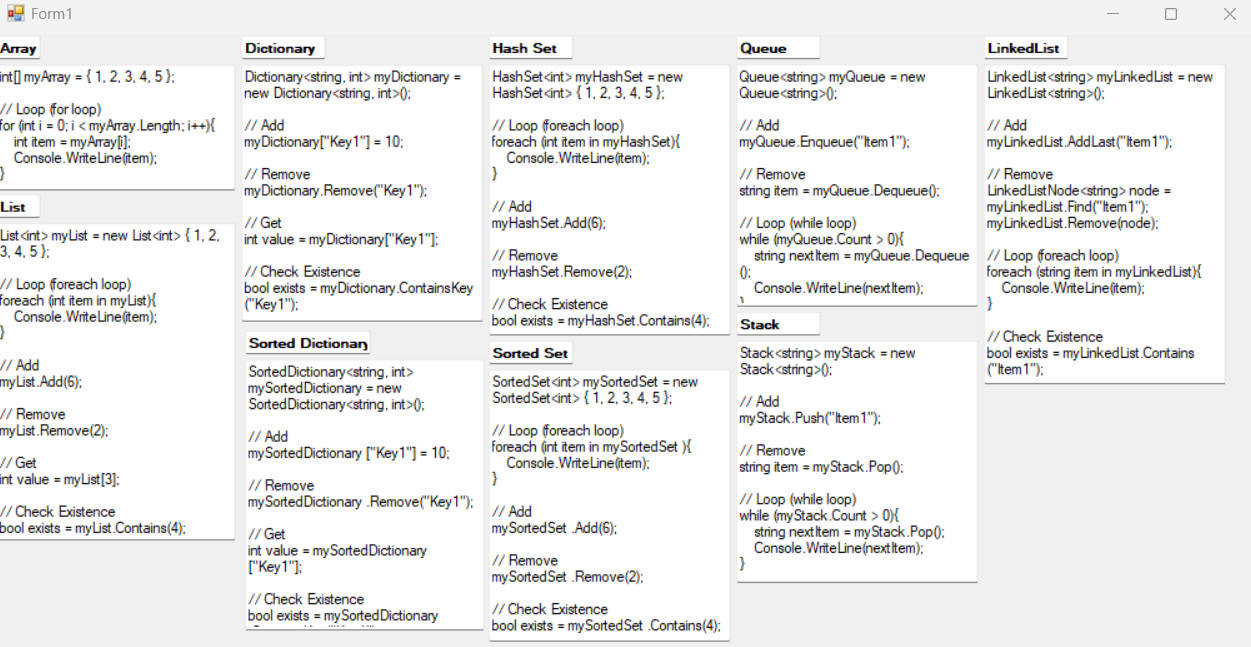 Form1
Array
int[] myArray = { 1, 2, 3, 4, 5 };
// Loop (for loop)
for (int i = 0; i < myArray.Length; i++){
int item = myArray[i];
Console.WriteLine(item);
}
List
List<int> myList = new List<int> { 1, 2,
3, 4, 5 };
// Loop (foreach loop)
foreach (int item in myList){
Console.WriteLine(item);
}
// Add
myList.Add(6);
// Remove
myList.Remove(2);
// Get
int value = myList[3];
// Check Existence
bool exists = myList.Contains(4);
Dictionary
Dictionary<string, int> myDictionary =
new Dictionary<string, int>();
// Add
myDictionary["Key1"] = 10;
// Remove
myDictionary.Remove("Key1");
// Get
int value = myDictionary["Key1"];
// Check Existence
bool exists = myDictionary.ContainsKey
("Key1");
Sorted Dictionary
SortedDictionary<string, int>
mySortedDictionary = new
SortedDictionary<string, int>();
// Add
mySortedDictionary ["Key1"] = 10;
// Remove
mySortedDictionary .Remove("Key1");
// Get
int value = mySortedDictionary
["Key1"];
// Check Existence
bool exists = mySortedDictionary
Hash Set
HashSet<int> myHashSet = new
HashSet<int> { 1, 2, 3, 4, 5 };
// Loop (foreach loop)
foreach (int item in myHashSet){
Console.WriteLine(item);
}
// Add
myHashSet.Add(6);
// Remove
myHashSet.Remove(2);
// Check Existence
bool exists = myHashSet.Contains(4);
Sorted Set
SortedSet<int> mySortedSet = new
SortedSet<int> { 1, 2, 3, 4, 5 };
// Loop (foreach loop)
foreach (int item in mySortedSet ){
Console.WriteLine(item);
}
// Add
mySortedSet .Add(6);
// Remove
mySortedSet .Remove(2);
// Check Existence
bool exists = mySortedSet .Contains(4);
Queue
Queue<string> myQueue = new
Queue<string>();
// Add
myQueue.Enqueue("Item1");
// Remove
string item = myQueue.Dequeue();
// Loop (while loop)
while (myQueue.Count > 0){
string nextItem = myQueue.Dequeue
();
Console.WriteLine(nextItem);
}
Stack
Stack<string> myStack = new
Stack<string>();
// Add
myStack.Push("Item1");
// Remove
string item = myStack.Pop();
// Loop (while loop)
while (myStack.Count > 0){
string nextItem = myStack.Pop();
Console.WriteLine(nextItem);
}
LinkedList
LinkedList<string> myLinkedList = new
LinkedList<string>();
// Add
myLinkedList.AddLast("Item1");
// Remove
LinkedListNode<string> node =
myLinkedList.Find("Item1");
myLinkedList.Remove(node);
// Loop (foreach loop)
foreach (string item in myLinkedList){
Console.WriteLine(item);
}
// Check Existence
bool exists = myLinkedList.Contains
("Item1");